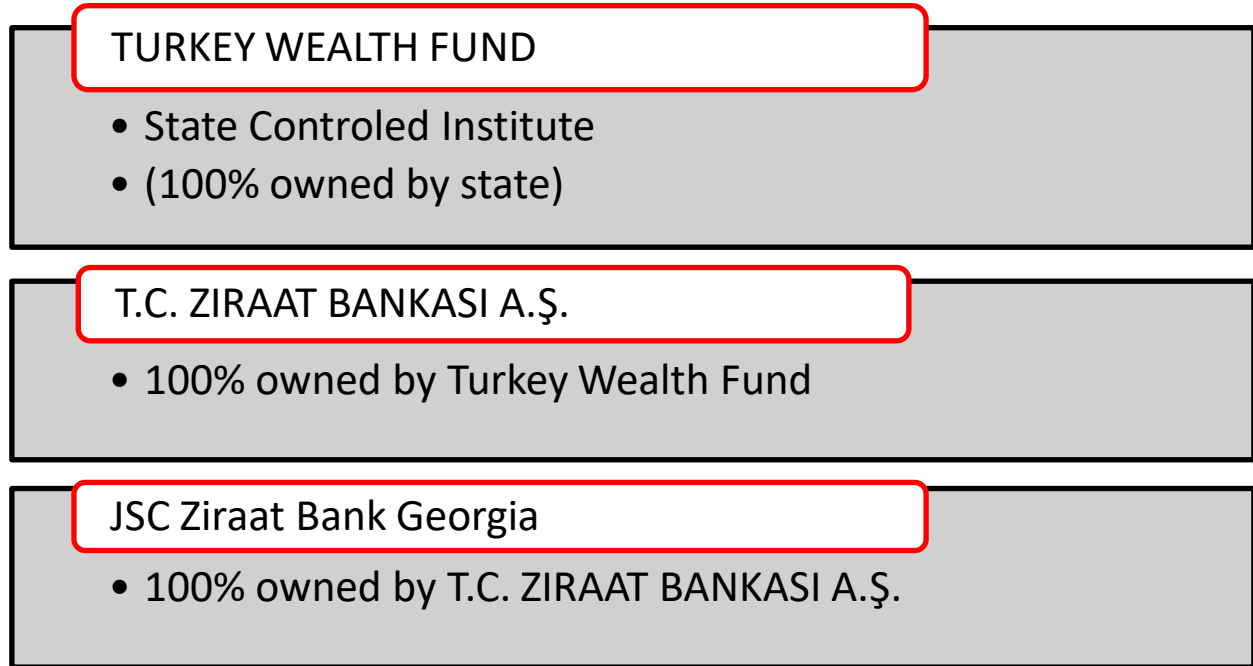 TURKEY WEALTH FUND
• State Controled Institute
• (100% owned by state)
T.C. ZIRAAT BANKASI A.Ş.
• 100% owned by Turkey Wealth Fund
JSC Ziraat Bank Georgia
• 100% owned by T.C. ZIRAAT BANKASI A.Ş.